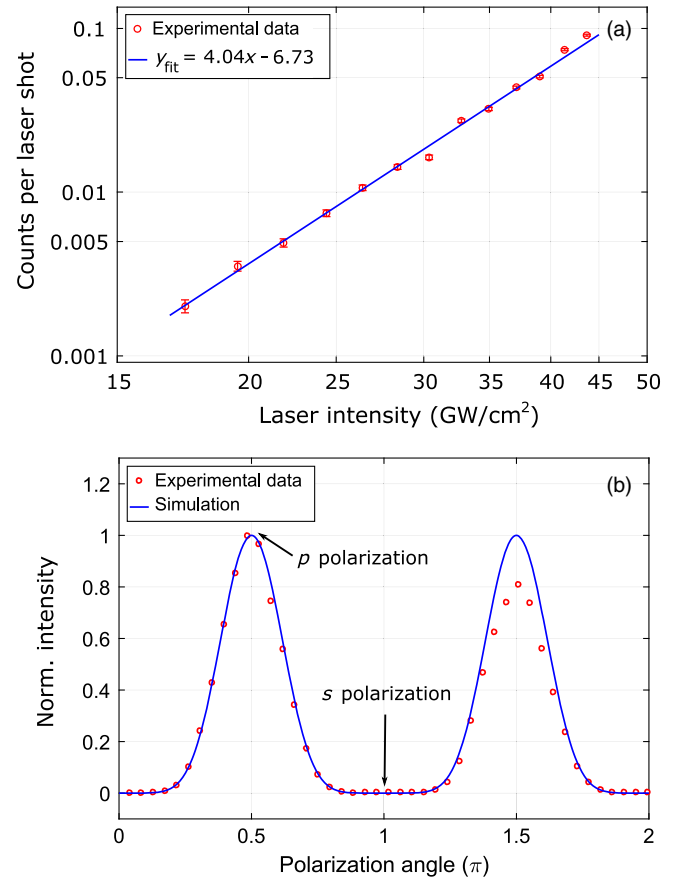 (a)
Experimental data
y_fit = 4.04x - 6.73
Counts per laser shot
0.1
0.05
0.01
0.005
0.001
15 20 25 30 35 40 45 50
Laser intensity (GW/cm²)
(b)
Experimental data
Simulation
p polarization
s polarization
Norm. intensity
1.2
1
0.8
0.6
0.4
0.2
0
0 0.5 1 1.5 2
Polarization angle (π)